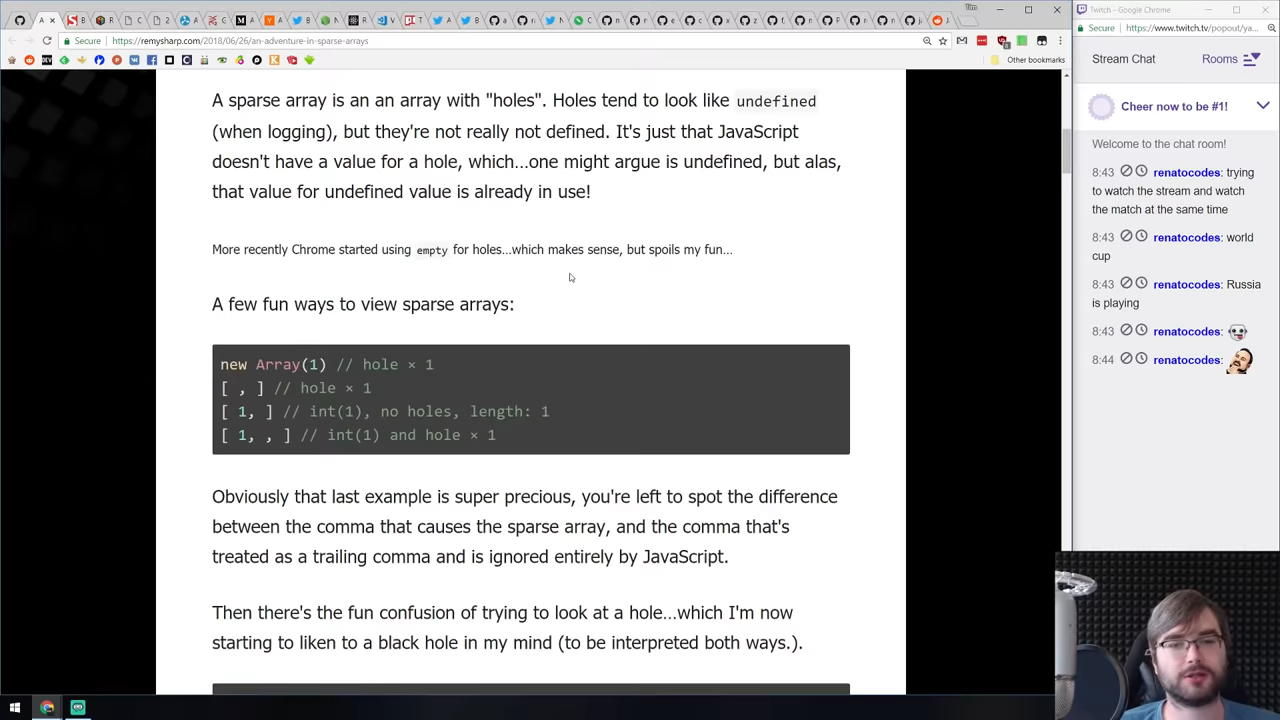 Tim
Secure
https://remysharp.com/2018/06/26/an-adventure-in-sparse-arrays
Other bookmarks
A sparse array is an an array with "holes". Holes tend to look like undefined
(when logging), but they're not really not defined. It's just that JavaScript
doesn't have a value for a hole, which...one might argue is undefined, but alas,
that value for undefined value is already in use!
More recently Chrome started using empty for holes...which makes sense, but spoils my fun...
A few fun ways to view sparse arrays:
new Array(1) // hole × 1
[ , ] // hole × 1
[ 1, ] // int(1), no holes, length: 1
[ 1, , ] // int(1) and hole × 1
Obviously that last example is super precious, you're left to spot the difference
between the comma that causes the sparse array, and the comma that's
treated as a trailing comma and is ignored entirely by JavaScript.
Then there's the fun confusion of trying to look at a hole...which I'm now
starting to liken to a black hole in my mind (to be interpreted both ways.).
Twitch - Google Chrome
Secure
https://www.twitch.tv/popout/ya...
Stream Chat
Rooms
Cheer now to be #1!
Welcome to the chat room!
8:43 renatocodes: trying
to watch the stream and watch
the match at the same time
8:43 renatocodes: world
cup
8:43 renatocodes: Russia
is playing
8:43 renatocodes:
8:44 renatocodes: